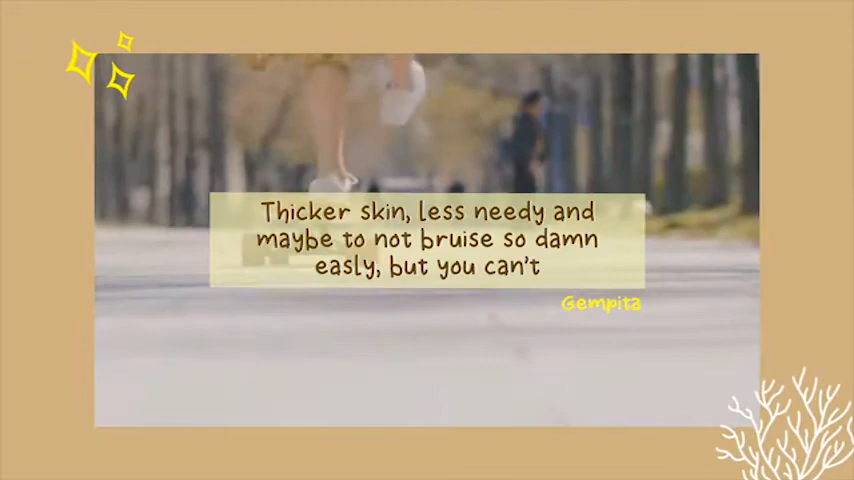 Thicker skin, less needy and
maybe to not bruise so damn
easly, but you can't
Gempita